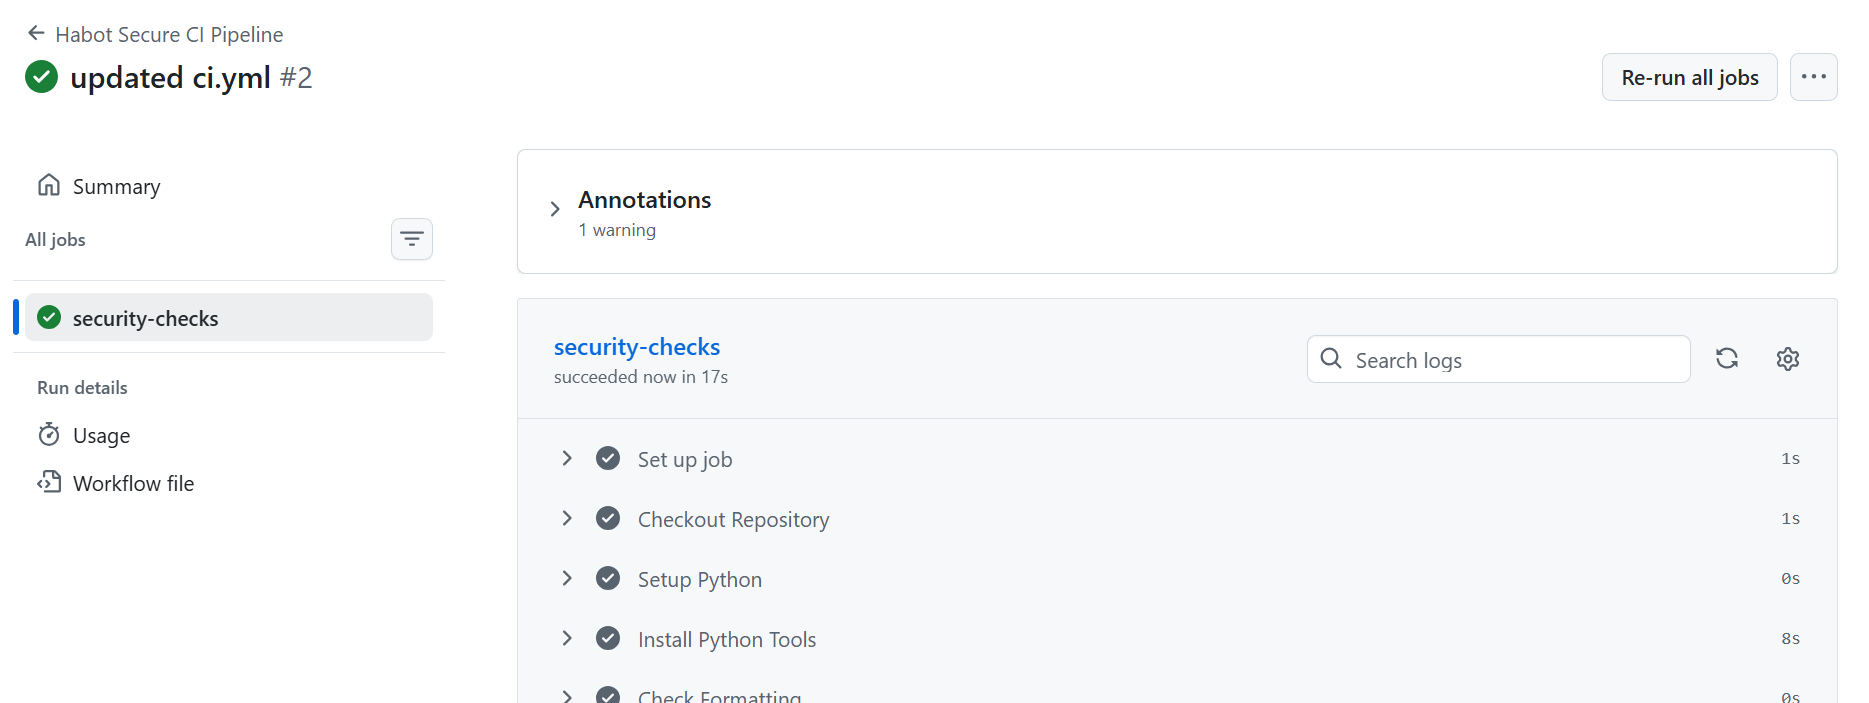 Habot Secure CI Pipeline
updated ci.yml #2
Re-run all jobs
Summary
All jobs
security-checks
Run details
Usage
Workflow file
Annotations
1 warning
security-checks
succeeded now in 17s
Search logs
Set up job 1s
Checkout Repository 1s
Setup Python 0s
Install Python Tools 8s
Check Formatting 0s